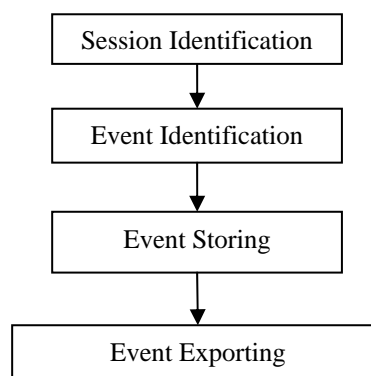 Session Identification
Event Identification
Event Storing
Event Exporting